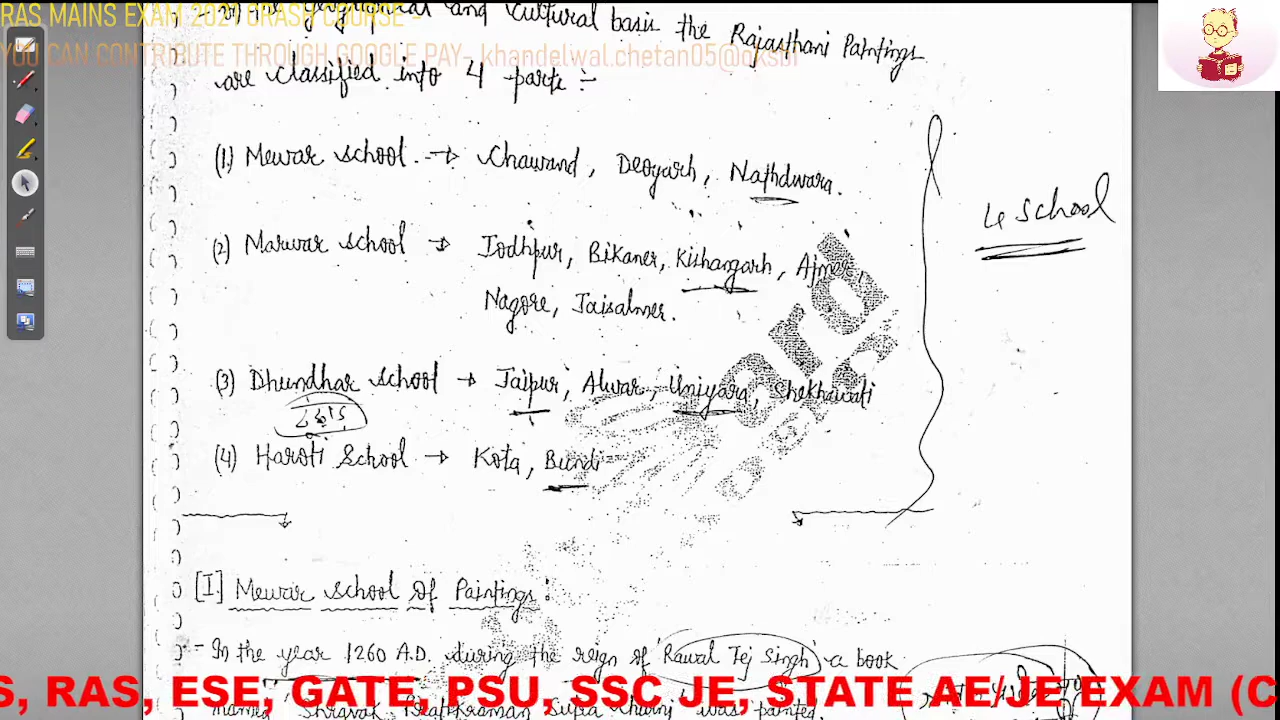 RAS MAINS EXAM 2021 CRASH COURSE -
YOU CAN CONTRIBUTE THROUGH GOOGLE PAY- khandelwal.chetan05@oksbi
and cultural basis the Rajasthani Paintings
are classified into 4 parts :-
(1) Mewar school → Chawand, Deogarh, Nathdwara.
4 School
(2) Marwar school → Jodhpur, Bikaner, Kishangarh, Ajmer,
Nagore, Jaisalmer.
(3) Dhundhar school → Jaipur, Alwar, Uniyara, Shekhawati
(4) Haroti School → Kota, Bundi
[I.] Mewar school of Paintings :
- In the year 1260 A.D. during the reign of 'Rawal Tej Singh' a book
S, RAS, ESE, GATE, PSU, SSC JE, STATE AE/JE EXAM (C
named Shravak was painted